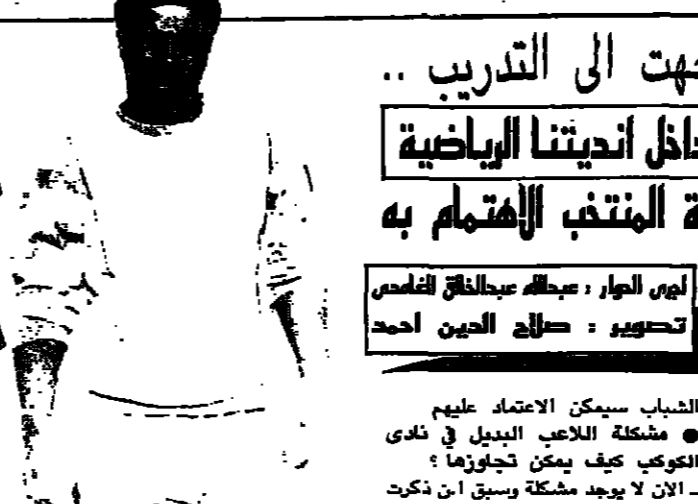 جهت الى التدريب ..
داخل انديتنا الرياضية
ة المنتخب الاهتمام به
اجرى الحوار : عبدالله عبدالخالق الغامدي
تصوير : صلاح الدين احمد
الشباب سيمكن الاعتماد عليهم
● مشكلة اللاعب البديل في نادى
الكوكب كيف يمكن تجاوزها ؟
ـ الان لا يوجد مشكلة وسبق ان ذكرت